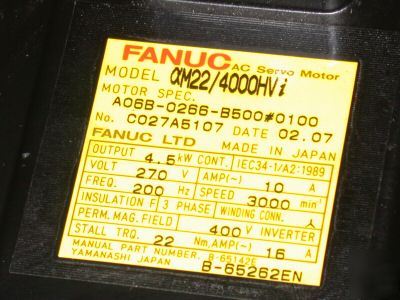 FANUC AC Servo Motor
MODEL αM22/4000HVi
MOTOR SPEC.
A06B-0266-B500#0100
No. C027A5107 DATE 02.07
FANUC LTD MADE IN JAPAN
OUTPUT 4.5 kW CONT. IEC34-1/A2:1989
VOLT 270 V AMP(~) 10 A
FREQ. 200 Hz SPEED 3000 min⁻¹
INSULATION F 3 PHASE WINDING CONN. 人
PERM. MAG. FIELD 400 V INVERTER
STALL TRQ. 22 Nm, AMP(~) 16 A
MANUAL PART NUMBER. B-65142E
YAMANASHI JAPAN B-65262EN